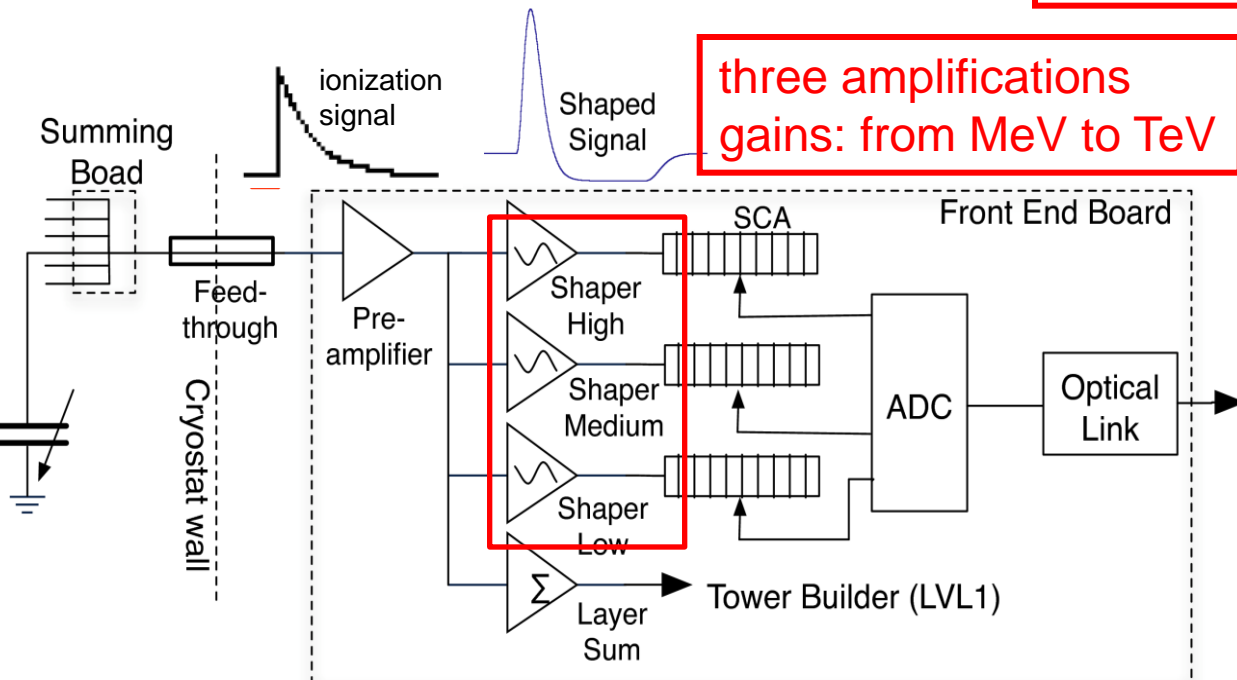 ionization
signal
Shaped
Signal
three amplifications
gains: from MeV to TeV
Summing
Boad
Front End Board
SCA
Feed-
through
Pre-
amplifier
Shaper
High
Shaper
Medium
Shaper
Low
Cryostat wall
ADC
Optical
Link
Σ
Layer
Sum
Tower Builder (LVL1)